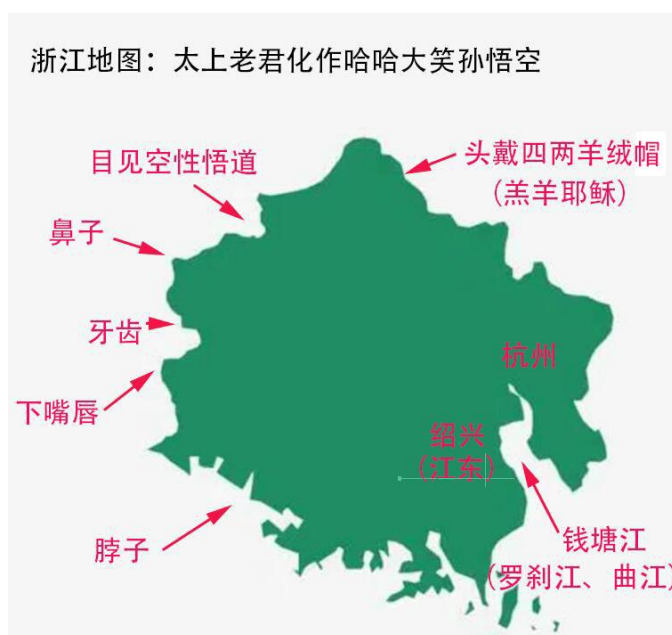 浙江地图：太上老君化作哈哈大笑孙悟空
目见空性悟道
头戴四两羊绒帽
（羔羊耶稣）
鼻子
牙齿
杭州
下嘴唇
绍兴
（江东）
脖子
钱塘江
（罗刹江、曲江）